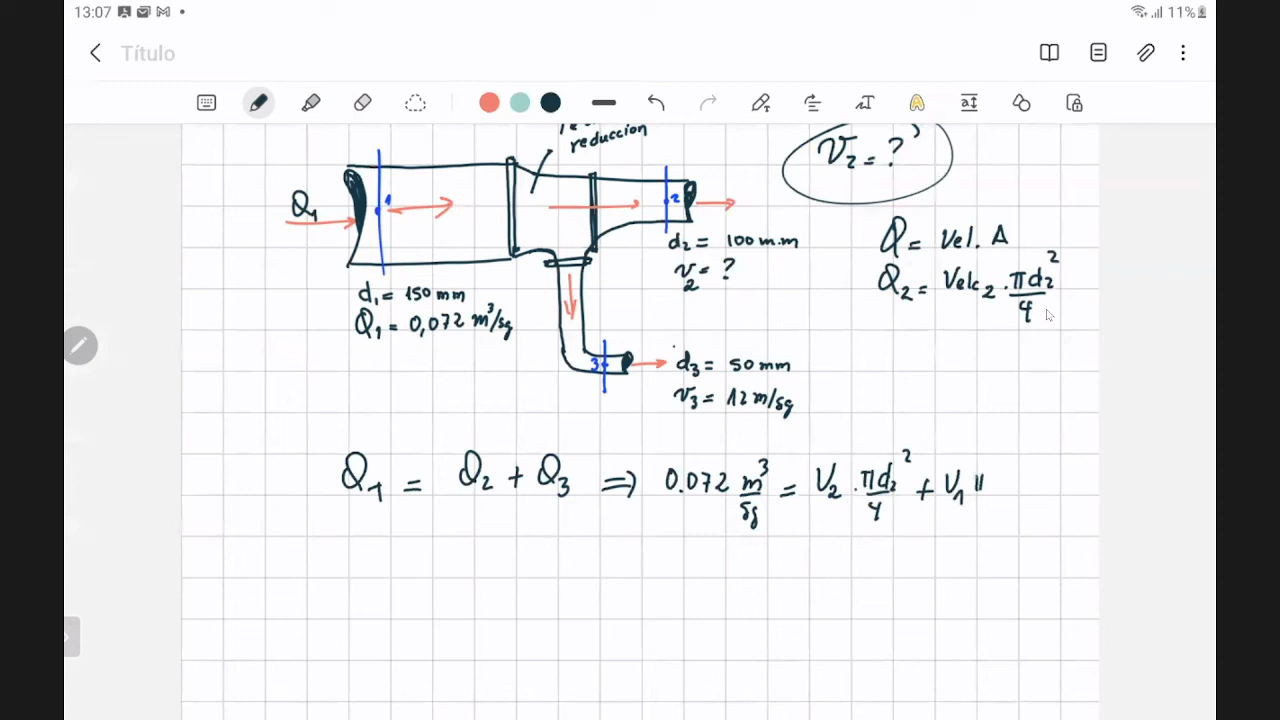 13:07
11%
Título
reduccion
V₂ = ?
Q₁
1
2
d₂ = 100 m.m
v₂ = ?
Q = Vel. A
Q₂ = Velc₂ . πd₂²/4
d₁ = 150 mm
Q₁ = 0,072 m³/sg
3
d₃ = 50 mm
v₃ = 12 m/sg
Q₁ = Q₂ + Q₃ ⇒ 0.072 m³/sg = V₂ . πd₂²/4 + V₁ π